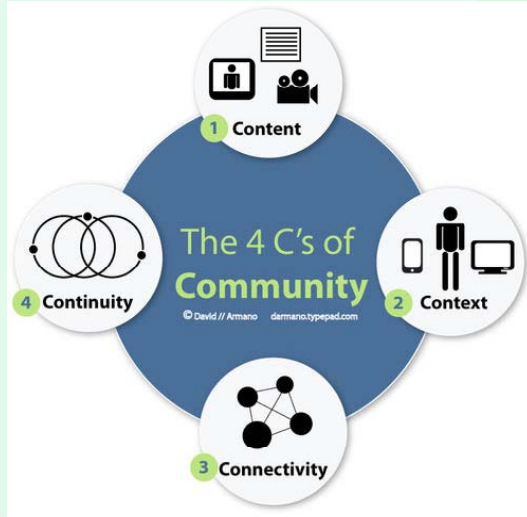 1 Content
The 4 C's of
Community
© David // Armano darmano.typepad.com
2 Context
3 Connectivity
4 Continuity